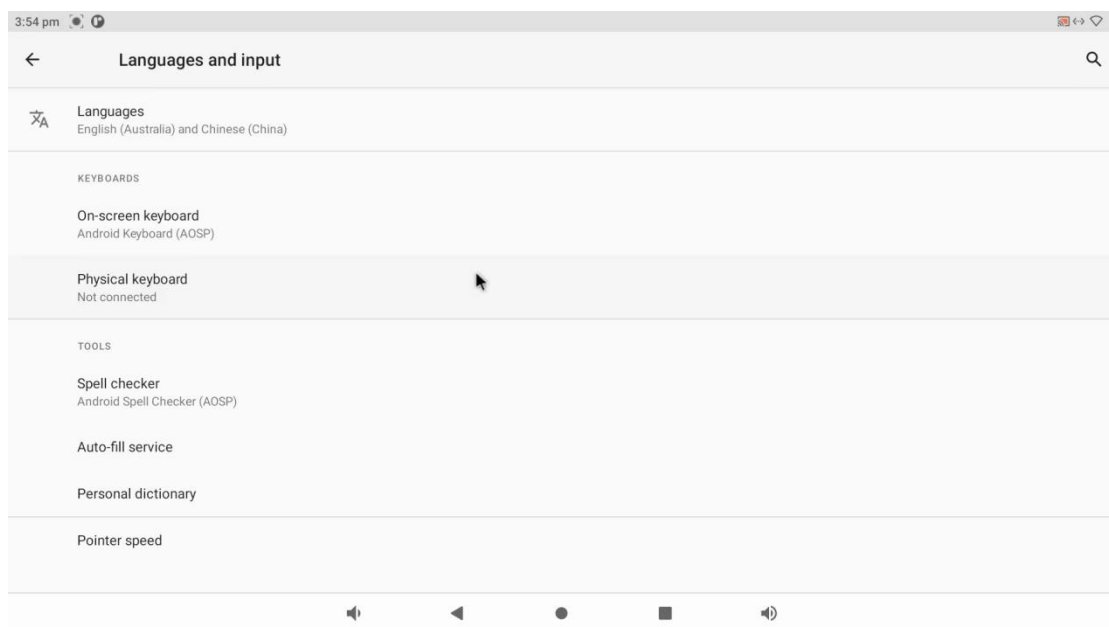 3:54 pm
Languages and input
Languages
English (Australia) and Chinese (China)
KEYBOARDS
On-screen keyboard
Android Keyboard (AOSP)
Physical keyboard
Not connected
TOOLS
Spell checker
Android Spell Checker (AOSP)
Auto-fill service
Personal dictionary
Pointer speed